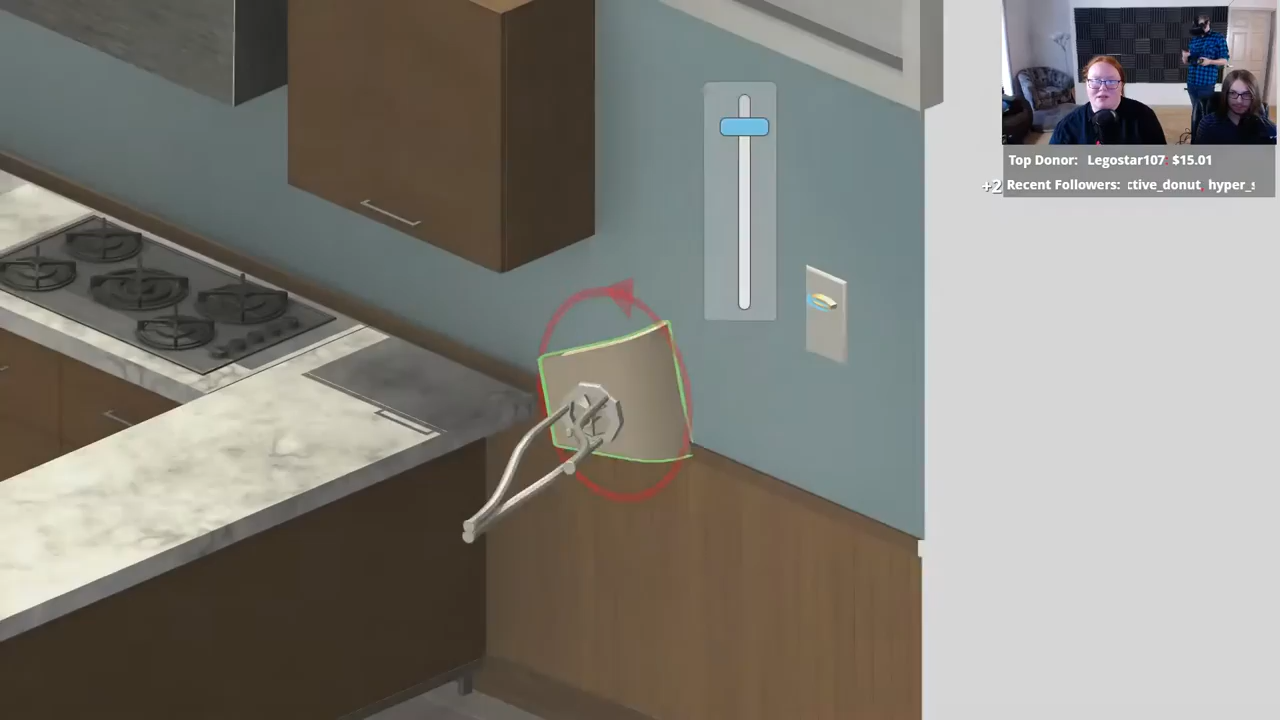 Top Donor: Legostar107: $15.01
+2 Recent Followers: ctive_donut, hyper_s